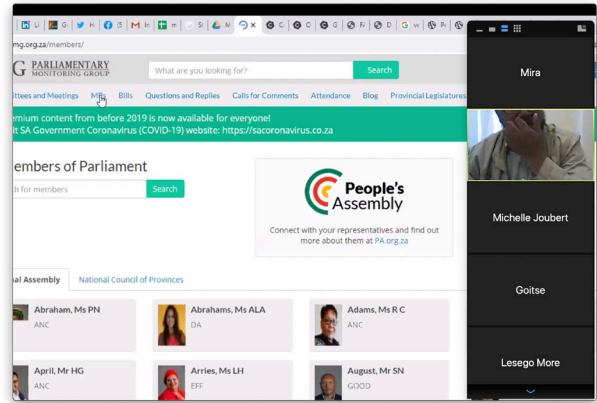 mg.org.za/members/
G PARLIAMENTARY
MONITORING GROUP
What are you looking for?
Search
ttees and Meetings MPs Bills Questions and Replies Calls for Comments Attendance Blog Provincial Legislatures
emium content from before 2019 is now available for everyone!
it SA Government Coronavirus (COVID-19) website: https://sacoronavirus.co.za
embers of Parliament
h for members
Search
People's
Assembly
Connect with your representatives and find out
more about them at PA.org.za
al Assembly National Council of Provinces
Abraham, Ms PN
ANC
Abrahams, Ms ALA
DA
Adams, Ms R C
ANC
April, Mr HG
ANC
Arries, Ms LH
EFF
August, Mr SN
GOOD
Mira
Michelle Joubert
Goitse
Lesego More